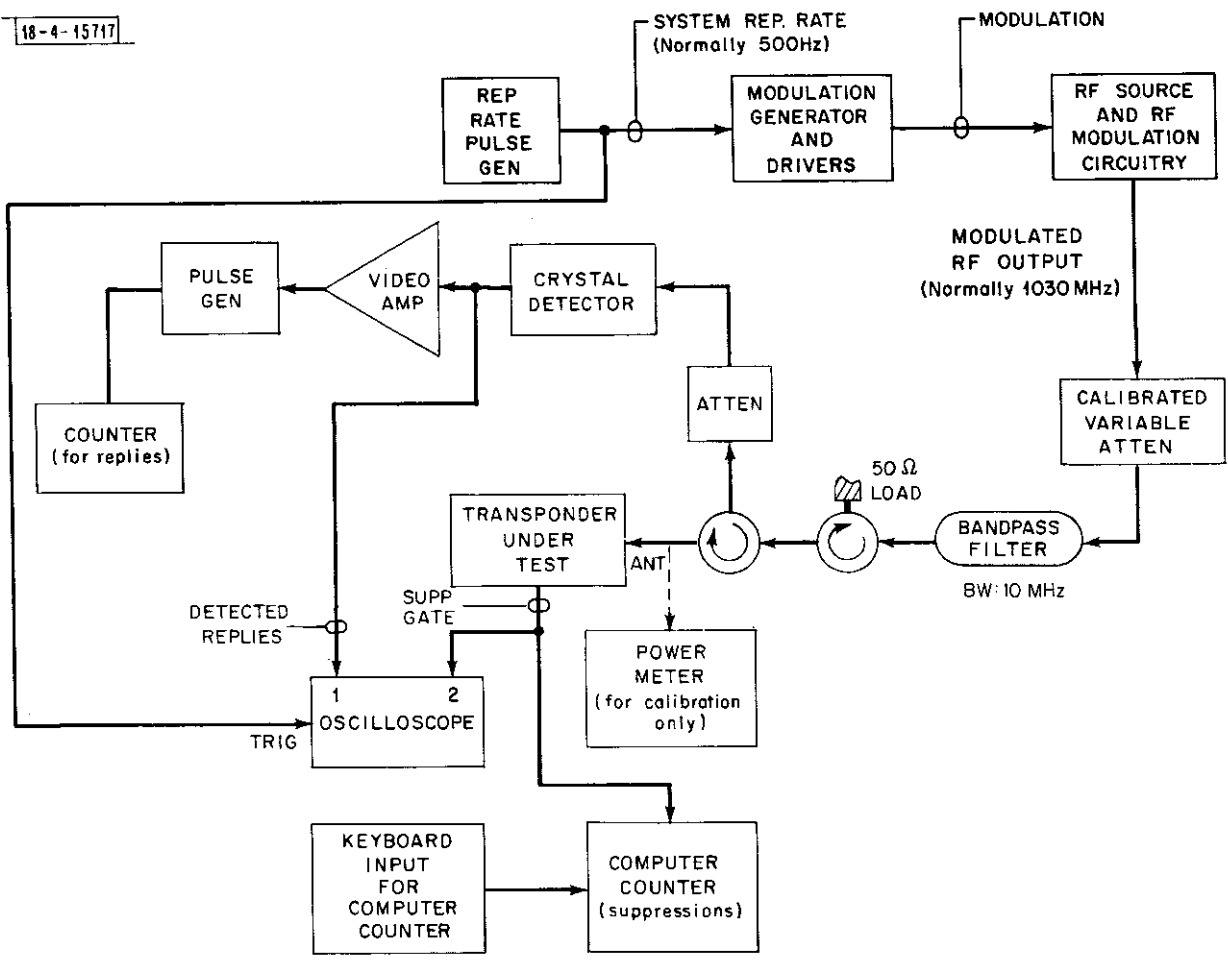 18-4-15717
SYSTEM REP. RATE
(Normally 500Hz)
MODULATION
REP
RATE
PULSE
GEN
MODULATION
GENERATOR
AND
DRIVERS
RF SOURCE
AND RF
MODULATION
CIRCUITRY
MODULATED
RF OUTPUT
(Normally 1030 MHz)
PULSE
GEN
VIDEO
AMP
CRYSTAL
DETECTOR
ATTEN
CALIBRATED
VARIABLE
ATTEN
COUNTER
(for replies)
50 Ω
LOAD
TRANSPONDER
UNDER
TEST
ANT
BANDPASS
FILTER
BW: 10 MHz
SUPP
GATE
DETECTED
REPLIES
POWER
METER
(for calibration
only)
1 2
OSCILLOSCOPE
TRIG
KEYBOARD
INPUT
FOR
COMPUTER
COUNTER
COMPUTER
COUNTER
(suppressions)